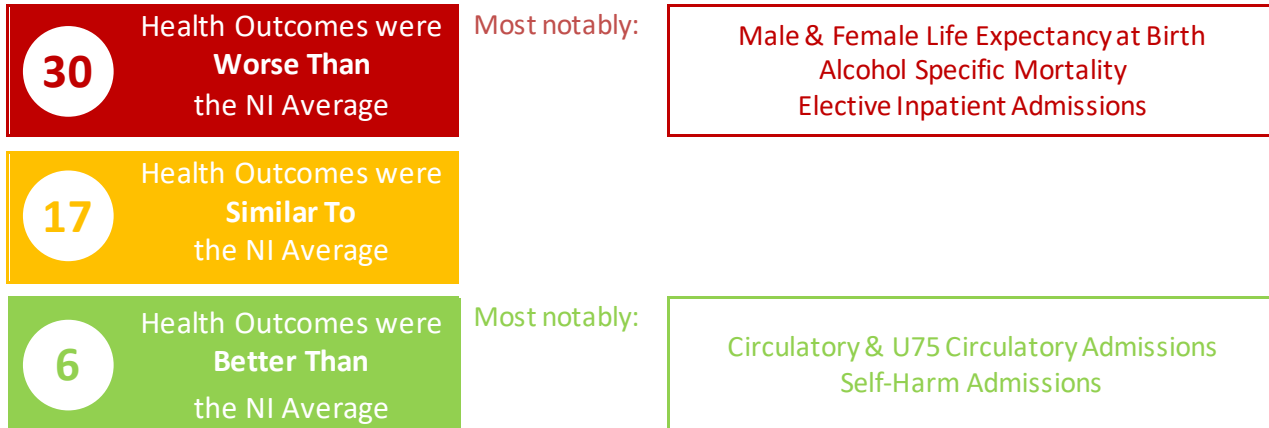 30
Health Outcomes were
Worse Than
the NI Average
Most notably:
Male & Female Life Expectancy at Birth
Alcohol Specific Mortality
Elective Inpatient Admissions
17
Health Outcomes were
Similar To
the NI Average
6
Health Outcomes were
Better Than
the NI Average
Most notably:
Circulatory & U75 Circulatory Admissions
Self-Harm Admissions